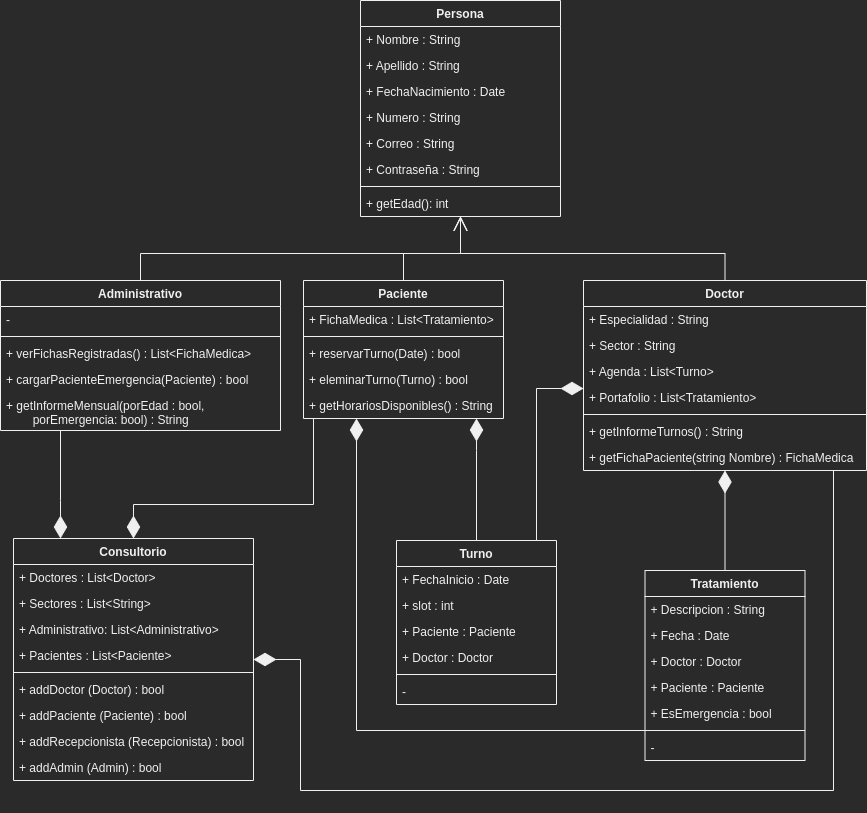 Persona
+ Nombre : String
+ Apellido : String
+ FechaNacimiento : Date
+ Numero : String
+ Correo : String
+ Contraseña : String
+ getEdad(): int
Administrativo
-
+ verFichasRegistradas() : List<FichaMedica>
+ cargarPacienteEmergencia(Paciente) : bool
+ getInformeMensual(porEdad : bool,
porEmergencia: bool) : String
Paciente
+ FichaMedica : List<Tratamiento>
+ reservarTurno(Date) : bool
+ eleminarTurno(Turno) : bool
+ getHorariosDisponibles() : String
Doctor
+ Especialidad : String
+ Sector : String
+ Agenda : List<Turno>
+ Portafolio : List<Tratamiento>
+ getInformeTurnos() : String
+ getFichaPaciente(string Nombre) : FichaMedica
Consultorio
+ Doctores : List<Doctor>
+ Sectores : List<String>
+ Administrativo: List<Administrativo>
+ Pacientes : List<Paciente>
+ addDoctor (Doctor) : bool
+ addPaciente (Paciente) : bool
+ addRecepcionista (Recepcionista) : bool
+ addAdmin (Admin) : bool
Turno
+ FechaInicio : Date
+ slot : int
+ Paciente : Paciente
+ Doctor : Doctor
-
Tratamiento
+ Descripcion : String
+ Fecha : Date
+ Doctor : Doctor
+ Paciente : Paciente
+ EsEmergencia : bool
-